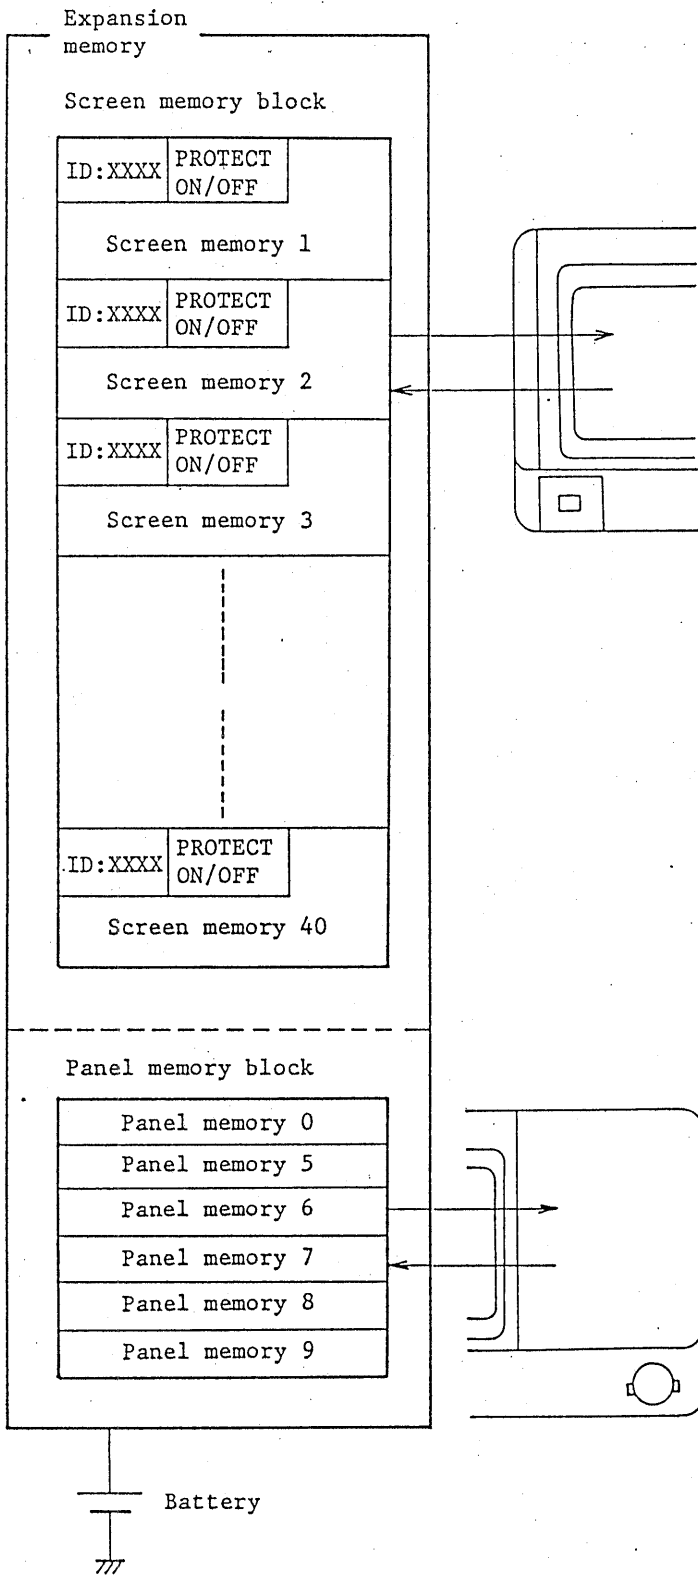 Expansion
memory
Screen memory block
ID:XXXX
PROTECT
ON/OFF
Screen memory 1
ID:XXXX
PROTECT
ON/OFF
Screen memory 2
ID:XXXX
PROTECT
ON/OFF
Screen memory 3
ID:XXXX
PROTECT
ON/OFF
Screen memory 40
Panel memory block
Panel memory 0
Panel memory 5
Panel memory 6
Panel memory 7
Panel memory 8
Panel memory 9
Battery